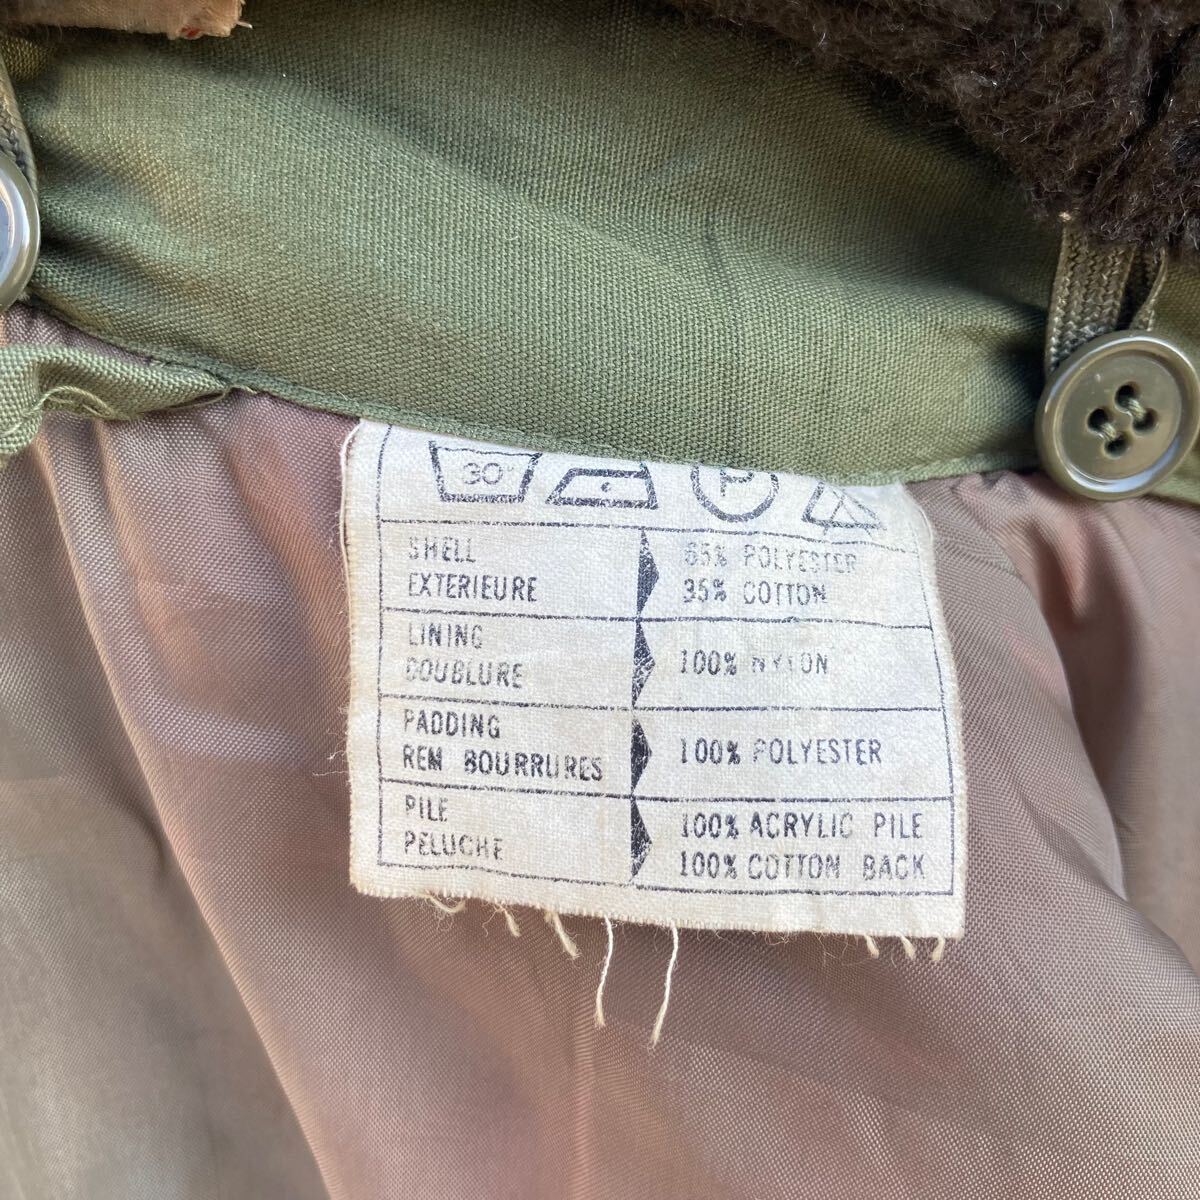 30°
P
SHELL
EXTERIEURE
65% POLYESTER
35% COTTON
LINING
DOUBLURE
100% NYLON
PADDING
REM BOURRURES
100% POLYESTER
PILE
PELUCHE
100% ACRYLIC PILE
100% COTTON BACK